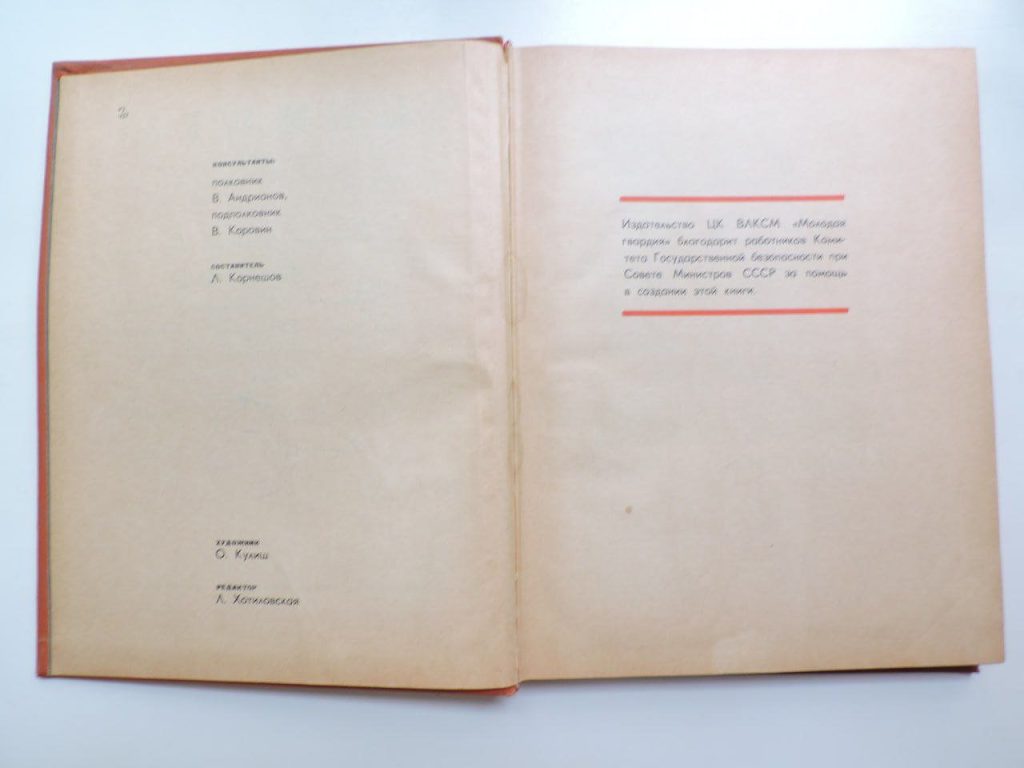 КОНСУЛЬТАНТЫ:
полковник
В. Андрианов,
подполковник
В. Коровин
СОСТАВИТЕЛЬ
Л. Корнешов
ХУДОЖНИК
О. Кулиш
РЕДАКТОР
Л. Хотиловская
Издательство ЦК ВЛКСМ «Молодая
гвардия» благодарит работников Коми-
тета Государственной безопасности при
Совете Министров СССР за помощь
в создании этой книги.